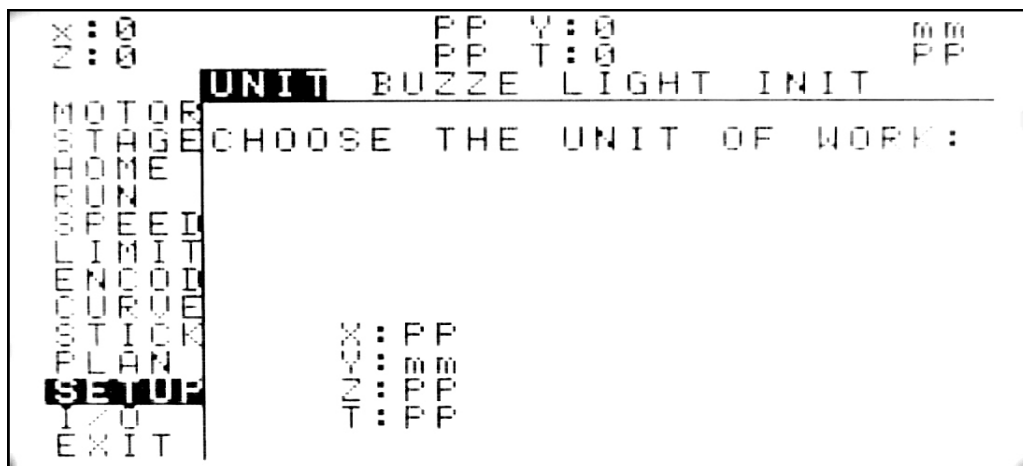 X:0 PP Y:0 mm
Z:0 PP T:0 PP
UNIT BUZZE LIGHT INIT
MOTOR
STAGE
HOME
RUN
SPEED
LIMIT
ENCOD
CURVE
STICK
PLAN
SETUP
I/O
EXIT
CHOOSE THE UNIT OF WORK:
X:PP
Y:mm
Z:PP
T:PP